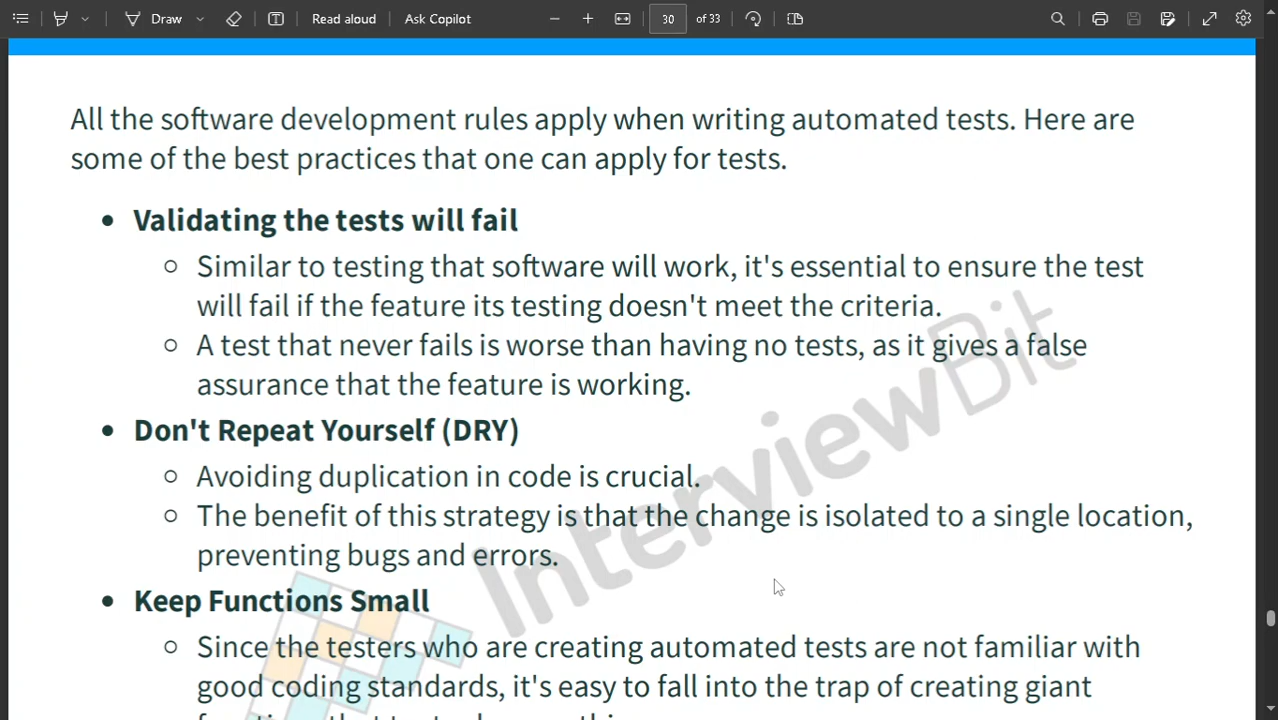 Draw Read aloud Ask Copilot 30 of 33
All the software development rules apply when writing automated tests. Here are
some of the best practices that one can apply for tests.
• Validating the tests will fail
○ Similar to testing that software will work, it's essential to ensure the test
will fail if the feature its testing doesn't meet the criteria.
○ A test that never fails is worse than having no tests, as it gives a false
assurance that the feature is working.
• Don't Repeat Yourself (DRY)
○ Avoiding duplication in code is crucial.
○ The benefit of this strategy is that the change is isolated to a single location,
preventing bugs and errors.
• Keep Functions Small
○ Since the testers who are creating automated tests are not familiar with
good coding standards, it's easy to fall into the trap of creating giant
InterviewBit